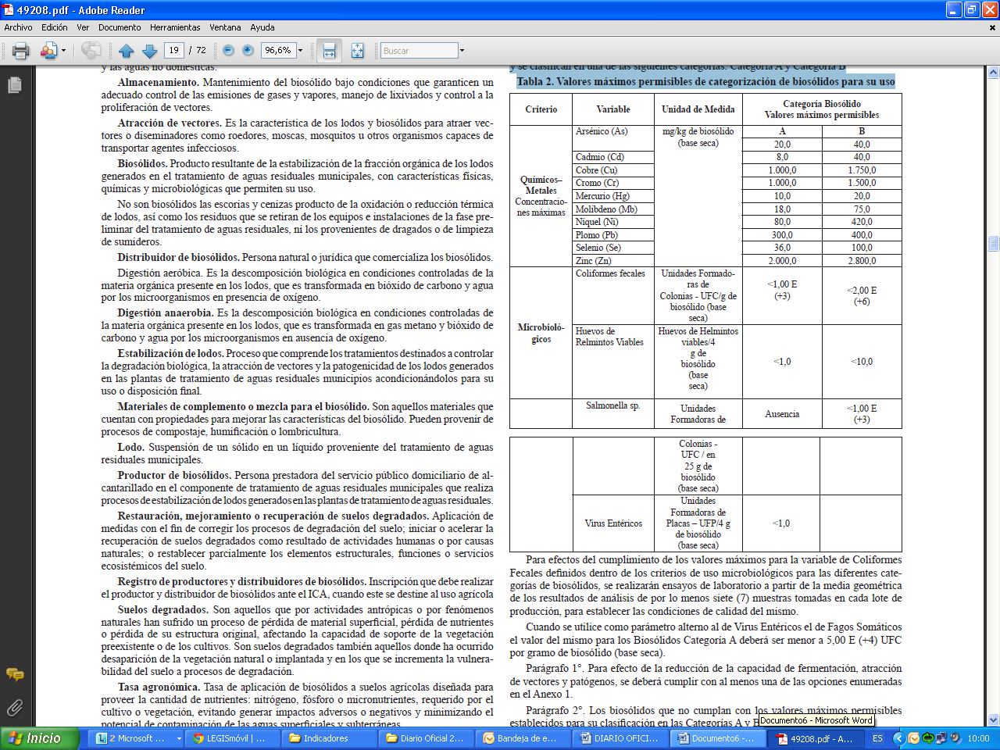 49208.pdf - Adobe Reader
Archivo Edición Ver Documento Herramientas Ventana Ayuda
19 / 72 96,6% Buscar
y las aguas no domésticas.
Almacenamiento. Mantenimiento del biosólido bajo condiciones que garanticen un
adecuado control de las emisiones de gases y vapores, manejo de lixiviados y control a la
proliferación de vectores.
Atracción de vectores. Es la característica de los lodos y biosólidos para atraer vec-
tores o diseminadores como roedores, moscas, mosquitos u otros organismos capaces de
transportar agentes infecciosos.
Biosólidos. Producto resultante de la estabilización de la fracción orgánica de los lodos
generados en el tratamiento de aguas residuales municipales, con características físicas,
químicas y microbiológicas que permiten su uso.
No son biosólidos las escorias y cenizas producto de la oxidación o reducción térmica
de lodos, así como los residuos que se retiran de los equipos e instalaciones de la fase pre-
liminar del tratamiento de aguas residuales, ni los provenientes de dragados o de limpieza
de sumideros.
Distribuidor de biosólidos. Persona natural o jurídica que comercializa los biosólidos.
Digestión aeróbica. Es la descomposición biológica en condiciones controladas de la
materia orgánica presente en los lodos, que es transformada en bióxido de carbono y agua
por los microorganismos en presencia de oxígeno.
Digestión anaerobia. Es la descomposición biológica en condiciones controladas de
la materia orgánica presente en los lodos, que es transformada en gas metano y bióxido de
carbono y agua por los microorganismos en ausencia de oxígeno.
Estabilización de lodos. Proceso que comprende los tratamientos destinados a controlar
la degradación biológica, la atracción de vectores y la patogenicidad de los lodos generados
en las plantas de tratamiento de aguas residuales municipios acondicionándolos para su
uso o disposición final.
Materiales de complemento o mezcla para el biosólido. Son aquellos materiales que
cuentan con propiedades para mejorar las características del biosólido. Pueden provenir de
procesos de compostaje, humificación o lombricultura.
Lodo. Suspensión de un sólido en un líquido proveniente del tratamiento de aguas
residuales municipales.
Productor de biosólidos. Persona prestadora del servicio público domiciliario de al-
cantarillado en el componente de tratamiento de aguas residuales municipales que realiza
procesos de estabilización de lodos generados en las plantas de tratamiento de aguas residuales.
Restauración, mejoramiento o recuperación de suelos degradados. Aplicación de
medidas con el fin de corregir los procesos de degradación del suelo; iniciar o acelerar la
recuperación de suelos degradados como resultado de actividades humanas o por causas
naturales; o restablecer parcialmente los elementos estructurales, funciones o servicios
ecosistémicos del suelo.
Registro de productores y distribuidores de biosólidos. Inscripción que debe realizar
el productor y distribuidor de biosólidos ante el ICA, cuando este se destine al uso agrícola
Suelos degradados. Son aquellos que por actividades antrópicas o por fenómenos
naturales han sufrido un proceso de pérdida de material superficial, pérdida de nutrientes
o pérdida de su estructura original, afectando la capacidad de soporte de la vegetación
preexistente o de los cultivos. Son suelos degradados también aquellos donde ha ocurrido
desaparición de la vegetación natural o implantada y en los que se incrementa la vulnera-
bilidad del suelo a procesos de degradación.
Tasa agronómica. Tasa de aplicación de biosólidos a suelos agrícolas diseñada para
proveer la cantidad de nutrientes: nitrógeno, fósforo o micronutrientes, requerido por el
cultivo o vegetación, evitando generar impactos adversos o negativos y minimizando el
potencial de contaminación de las aguas superficiales y subterráneas.
y se clasifican en una de las siguientes categorías: Categoría A y Categoría B
Tabla 2. Valores máximos permisibles de categorización de biosólidos para su uso
Criterio Variable Unidad de Medida Categoría Biosólido
Valores máximos permisibles
Químicos–
Metales
Concentracio-
nes máximas
Arsénico (As) mg/kg de biosólido A B
(base seca) 20,0 40,0
Cadmio (Cd) 8,0 40,0
Cobre (Cu) 1.000,0 1.750,0
Cromo (Cr) 1.000,0 1.500,0
Mercurio (Hg) 10,0 20,0
Molibdeno (Mb) 18,0 75,0
Níquel (Ni) 80,0 420,0
Plomo (Pb) 300,0 400,0
Selenio (Se) 36,0 100,0
Zinc (Zn) 2.000,0 2.800,0
Microbioló-
gicos
Coliformes fecales
Unidades Formado-
ras de
Colonias - UFC/g de
biosólido (base
seca)
<1,00 E
(+3)
<2,00 E
(+6)
Huevos de
Relmintos Viables
Huevos de Helmintos
viables/4
g de
biosólido
(base
seca)
<1,0 <10,0
Salmonella sp.
Unidades
Formadoras de
Ausencia
<1,00 E
(+3)
Colonias -
UFC / en
25 g de
biosólido
(base seca)
Virus Entéricos
Unidades
Formadoras de
Placas – UFP/4 g
de biosólido
(base seca)
<1,0
Para efectos del cumplimiento de los valores máximos para la variable de Coliformes
Fecales definidos dentro de los criterios de uso microbiológicos para las diferentes cate-
gorías de biosólidos, se realizarán ensayos de laboratorio a partir de la media geométrica
de los resultados de análisis de por lo menos siete (7) muestras tomadas en cada lote de
producción, para establecer las condiciones de calidad del mismo.
Cuando se utilice como parámetro alterno al de Virus Entéricos el de Fagos Somáticos
el valor del mismo para los Biosólidos Categoría A deberá ser menor a 5,00 E (+4) UFC
por gramo de biosólido (base seca).
Parágrafo 1°. Para efecto de la reducción de la capacidad de fermentación, atracción
de vectores y patógenos, se deberá cumplir con al menos una de las opciones enumeradas
en el Anexo 1.
Parágrafo 2°. Los biosólidos que no cumplan con los valores máximos permisibles
establecidos para su clasificación en las Categorías A y B
Documento6 - Microsoft Word
Inicio 2 Microsoft ... LEGISmóvil | ... Indicadores Diario Oficial 2... Bandeja de e... DIARIO OFICI... Documento6 -... 49208.pdf - A... ES 10:00